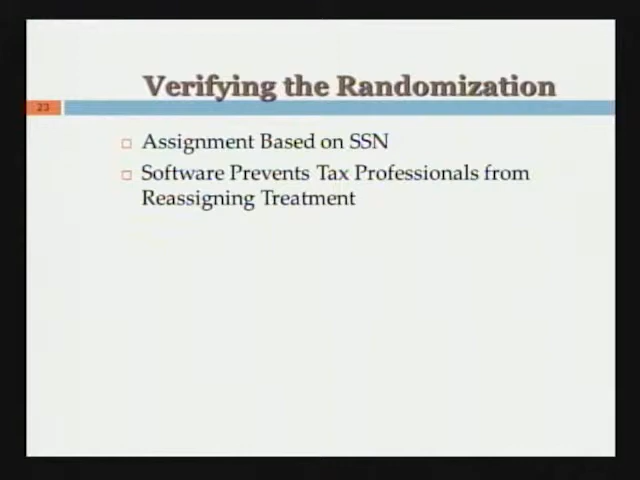 Verifying the Randomization
23
Assignment Based on SSN
Software Prevents Tax Professionals from
Reassigning Treatment